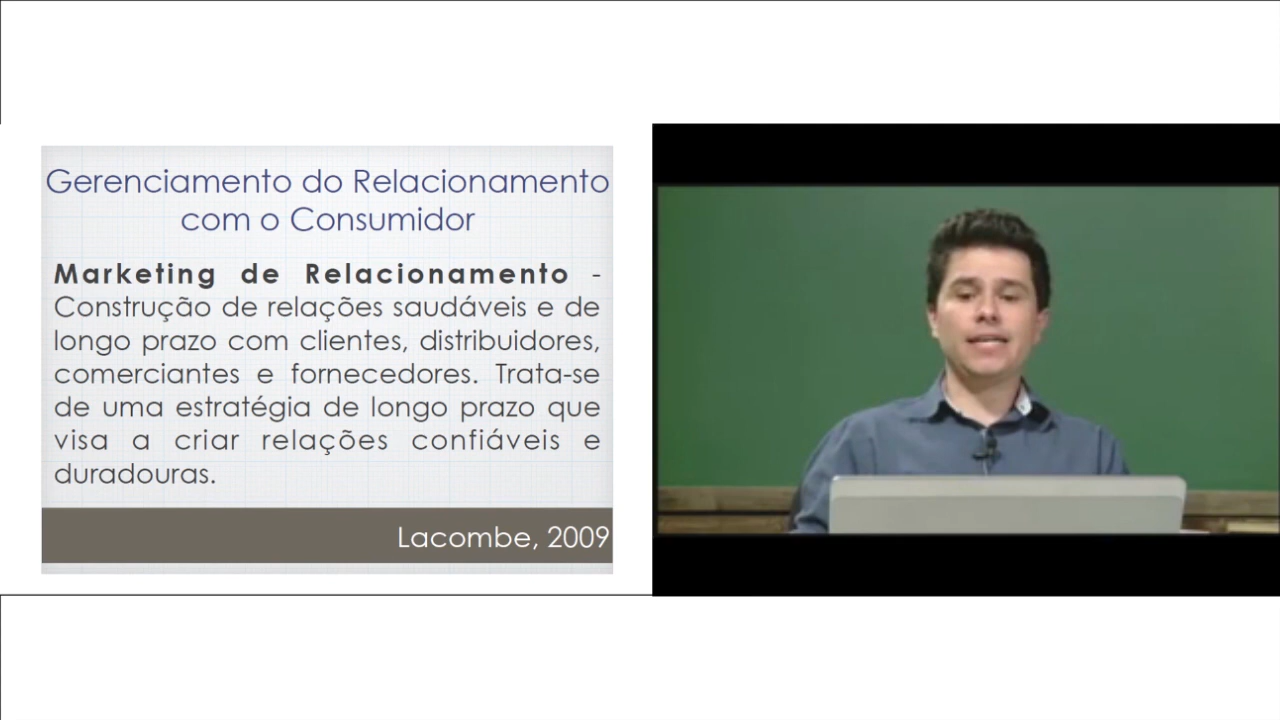 Gerenciamento do Relacionamento
com o Consumidor
Marketing de Relacionamento -
Construção de relações saudáveis e de
longo prazo com clientes, distribuidores,
comerciantes e fornecedores. Trata-se
de uma estratégia de longo prazo que
visa a criar relações confiáveis e
duradouras.
Lacombe, 2009